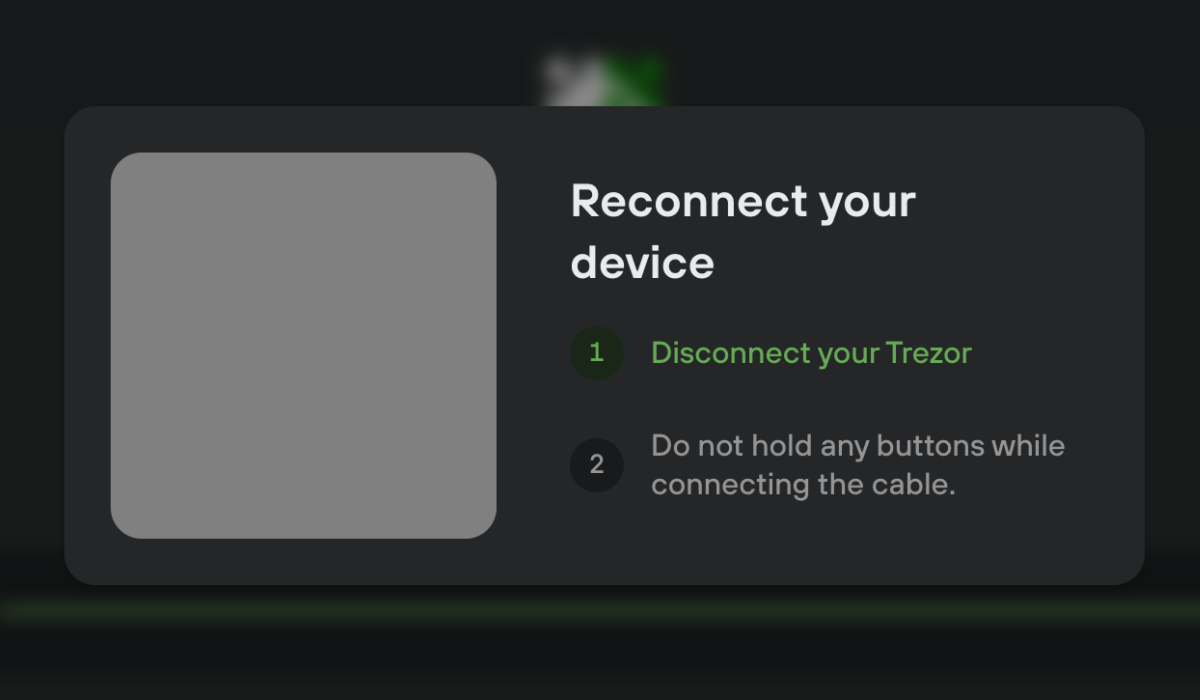 Reconnect your
device
1 Disconnect your Trezor
2 Do not hold any buttons while
connecting the cable.